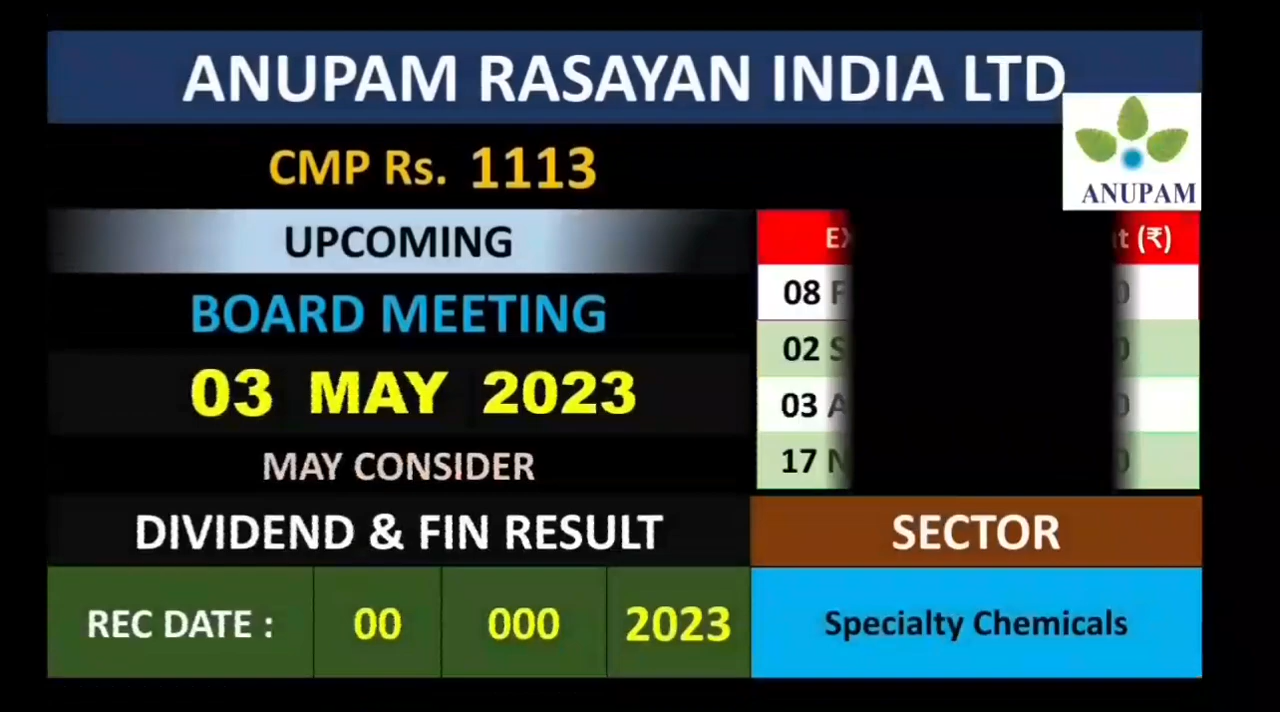 ANUPAM RASAYAN INDIA LTD
CMP Rs. 1113
ANUPAM
UPCOMING
BOARD MEETING
03 MAY 2023
MAY CONSIDER
DIVIDEND & FIN RESULT
REC DATE : 00 000 2023
(₹)
08
02
03
17
SECTOR
Specialty Chemicals